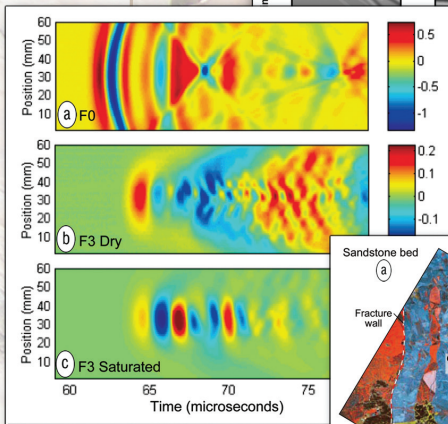 m
Position (mm)
60
50
40
30
20
10
a F0
0.5
0
-0.5
-1
Position (mm)
60
50
40
30
20
10
0
b F3 Dry
0.2
0.1
0
-0.1
Position (mm)
60
50
40
30
20
10
c F3 Saturated
60 65 70 75
Time (microseconds)
Sandstone bed
a
Fracture
wall